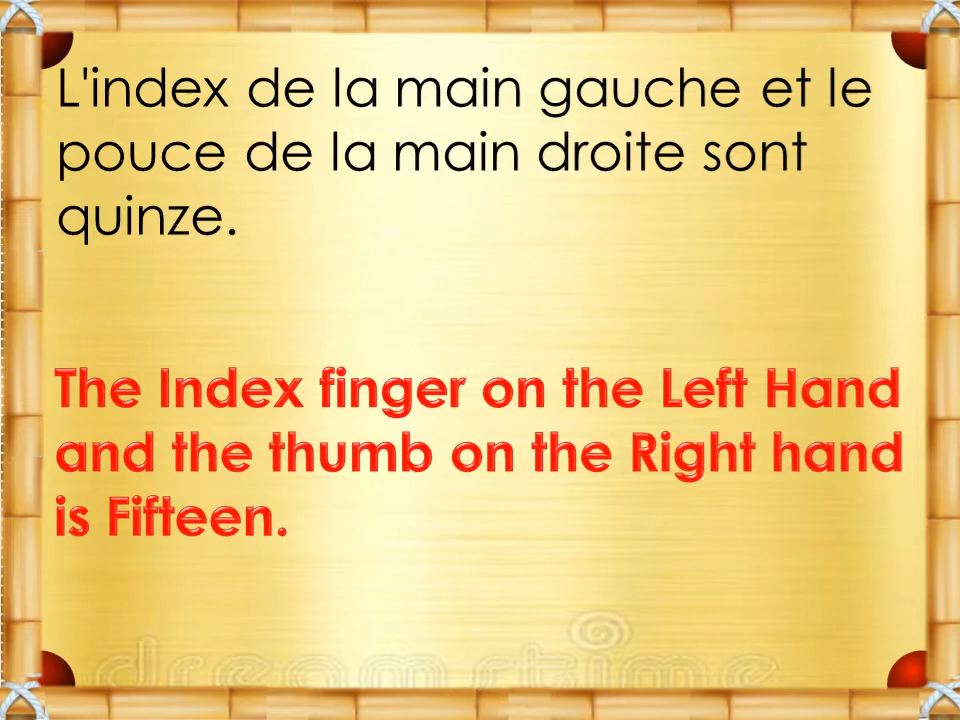 L'index de la main gauche et le
pouce de la main droite sont
quinze.
The Index finger on the Left Hand
and the thumb on the Right hand
is Fifteen.
dreamstime